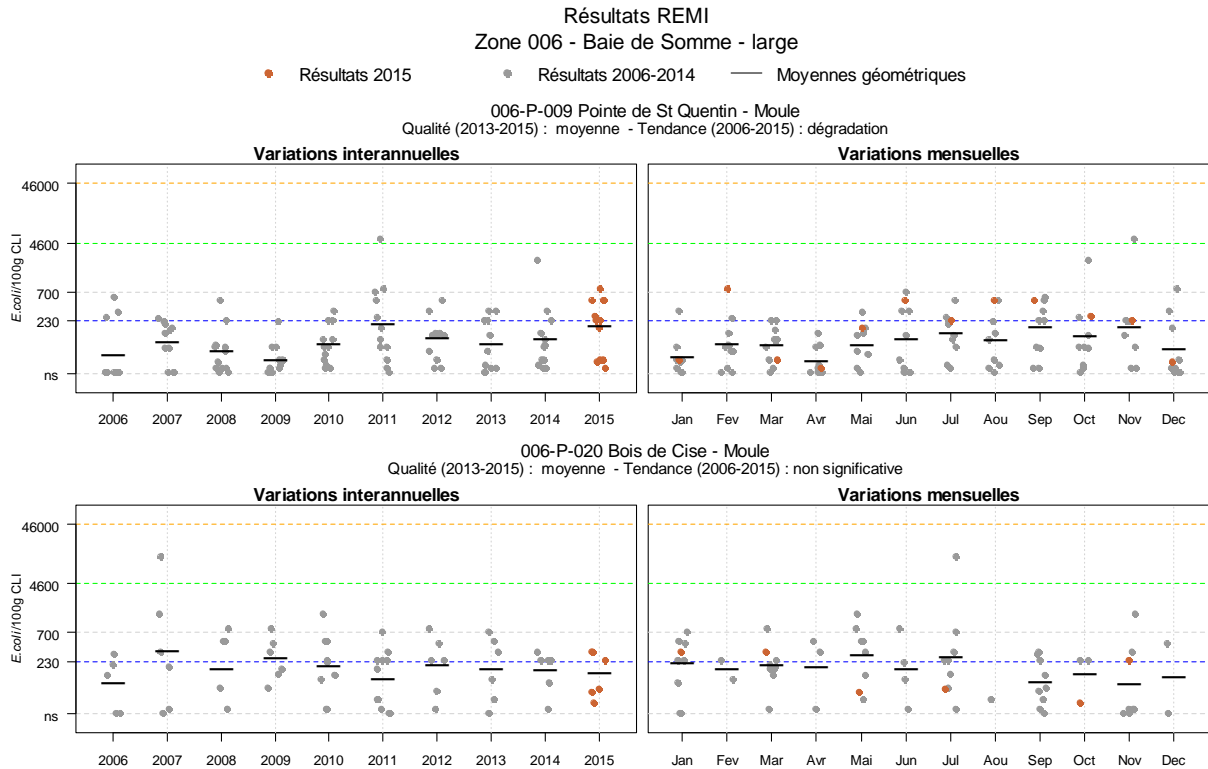 Résultats REMI
Zone 006 - Baie de Somme - large
Résultats 2015 Résultats 2006-2014 Moyennes géométriques
006-P-009 Pointe de St Quentin - Moule
Qualité (2013-2015) : moyenne - Tendance (2006-2015) : dégradation
Variations interannuelles Variations mensuelles
46000
4600
700
230
ns
E.coli/100g CLI
2006 2007 2008 2009 2010 2011 2012 2013 2014 2015 Jan Fev Mar Avr Mai Jun Jul Aou Sep Oct Nov Dec
006-P-020 Bois de Cise - Moule
Qualité (2013-2015) : moyenne - Tendance (2006-2015) : non significative
Variations interannuelles Variations mensuelles
46000
4600
700
230
ns
E.coli/100g CLI
2006 2007 2008 2009 2010 2011 2012 2013 2014 2015 Jan Fev Mar Avr Mai Jun Jul Aou Sep Oct Nov Dec